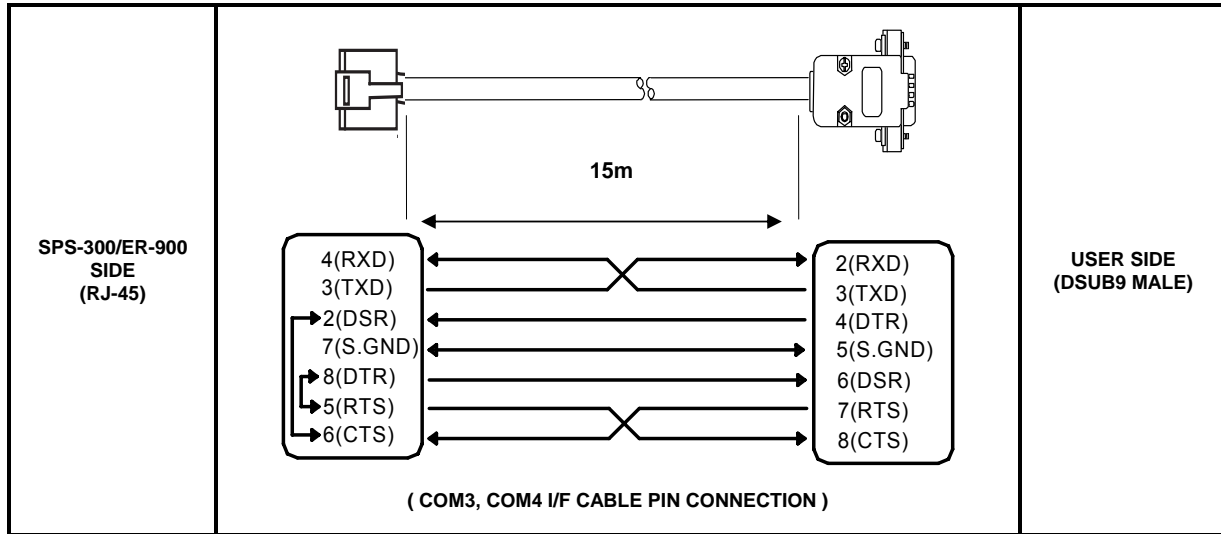 SPS-300/ER-900
SIDE
(RJ-45)
15m
4(RXD)
3(TXD)
2(DSR)
7(S.GND)
8(DTR)
5(RTS)
6(CTS)
2(RXD)
3(TXD)
4(DTR)
5(S.GND)
6(DSR)
7(RTS)
8(CTS)
( COM3, COM4 I/F CABLE PIN CONNECTION )
USER SIDE
(DSUB9 MALE)